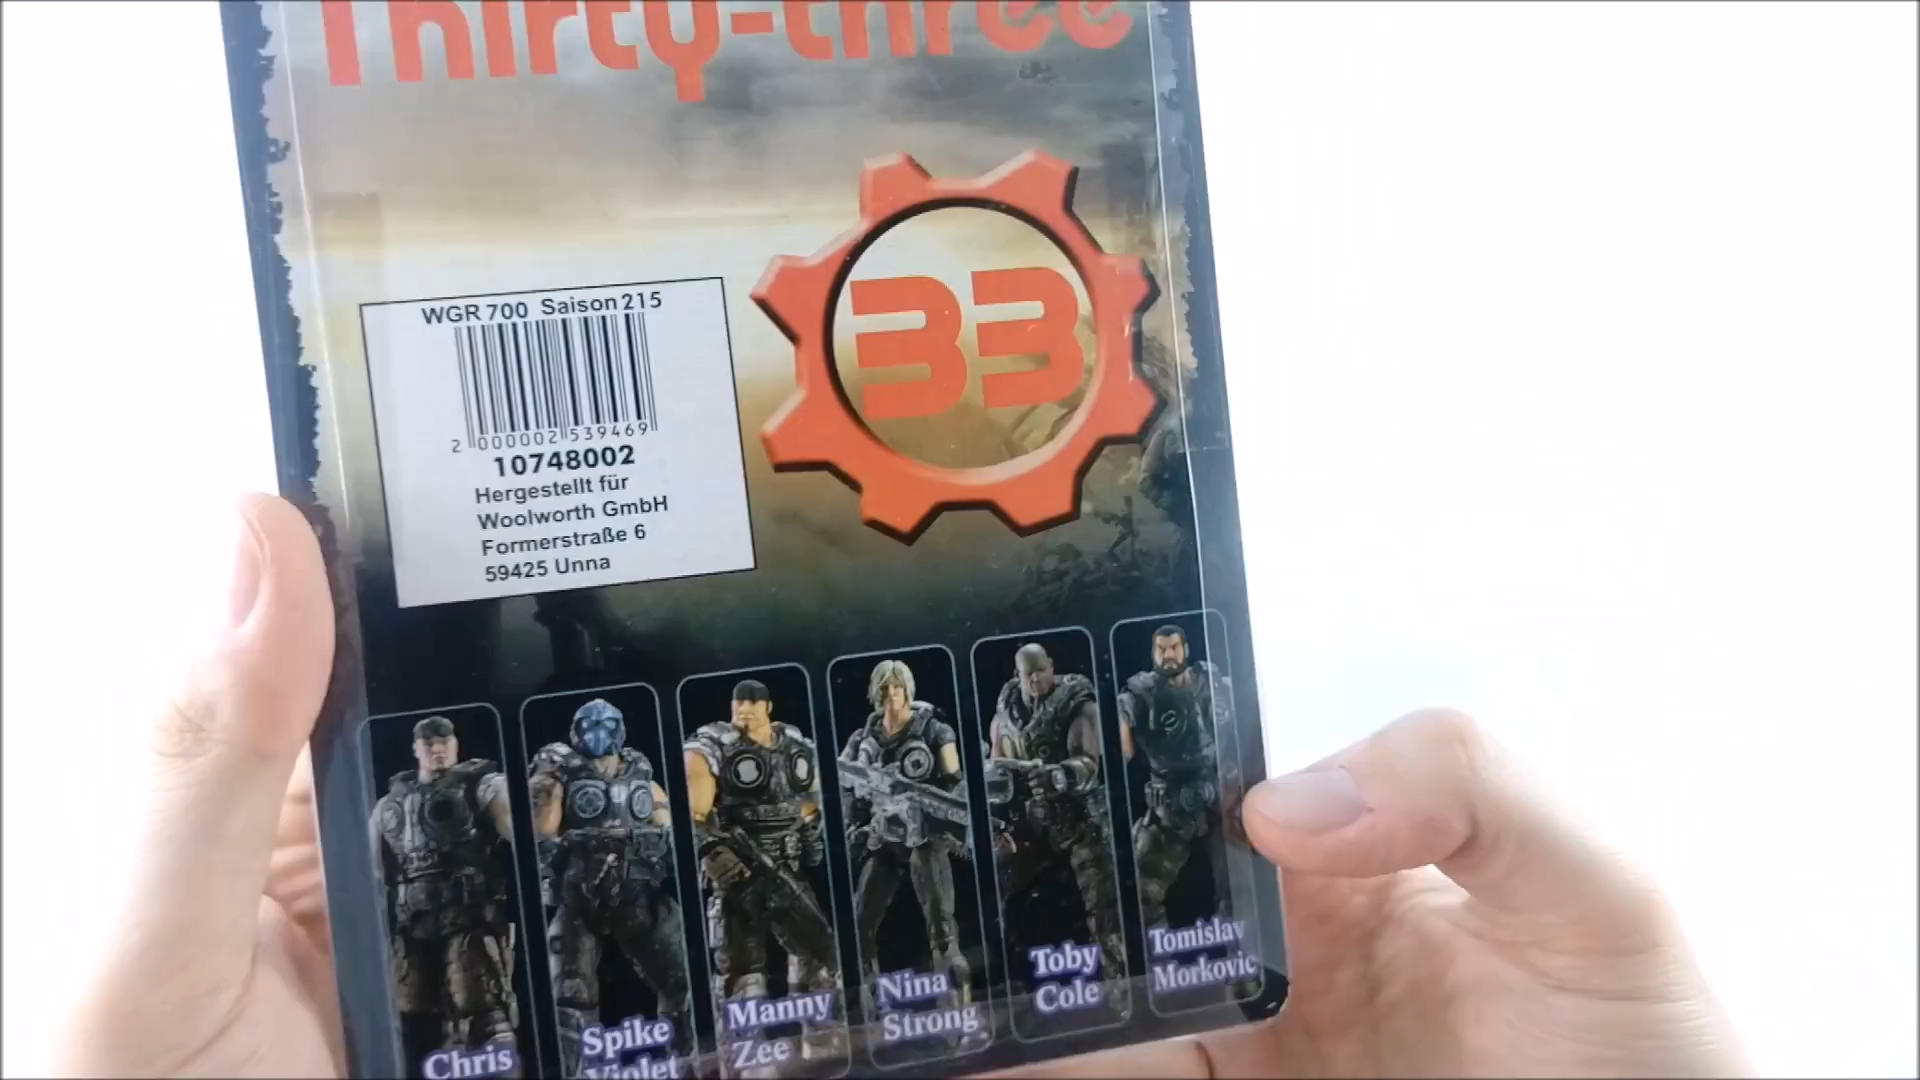 Thirty-three
33
WGR 700 Saison 215
2 000002 539469
10748002
Hergestellt für
Woolworth GmbH
Formerstraße 6
59425 Unna
Chris
Spike
Violet
Manny
Zee
Nina
Strong
Toby
Cole
Tomislav
Morkovic